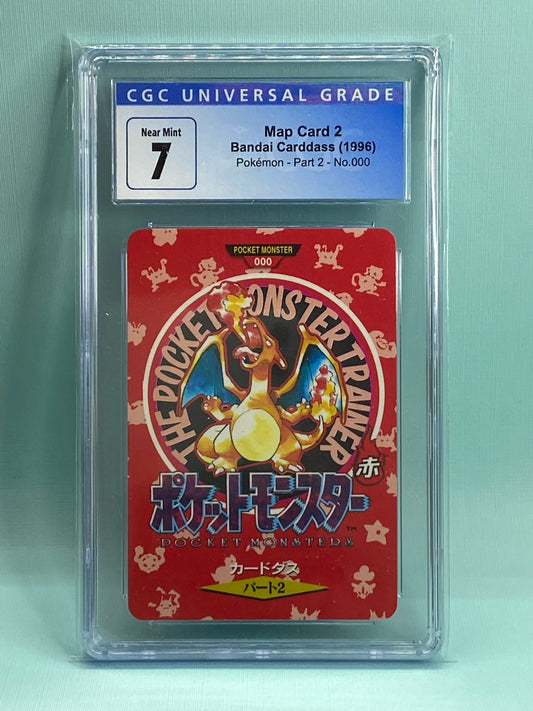 CGC UNIVERSAL GRADE
Near Mint
7
Map Card 2
Bandai Carddass (1996)
Pokémon - Part 2 - No.000
POCKET MONSTER
000
THE POCKET MONSTER TRAINER
赤
ポケットモンスター
TM
POCKET MONSTERS
カードダス
パート2